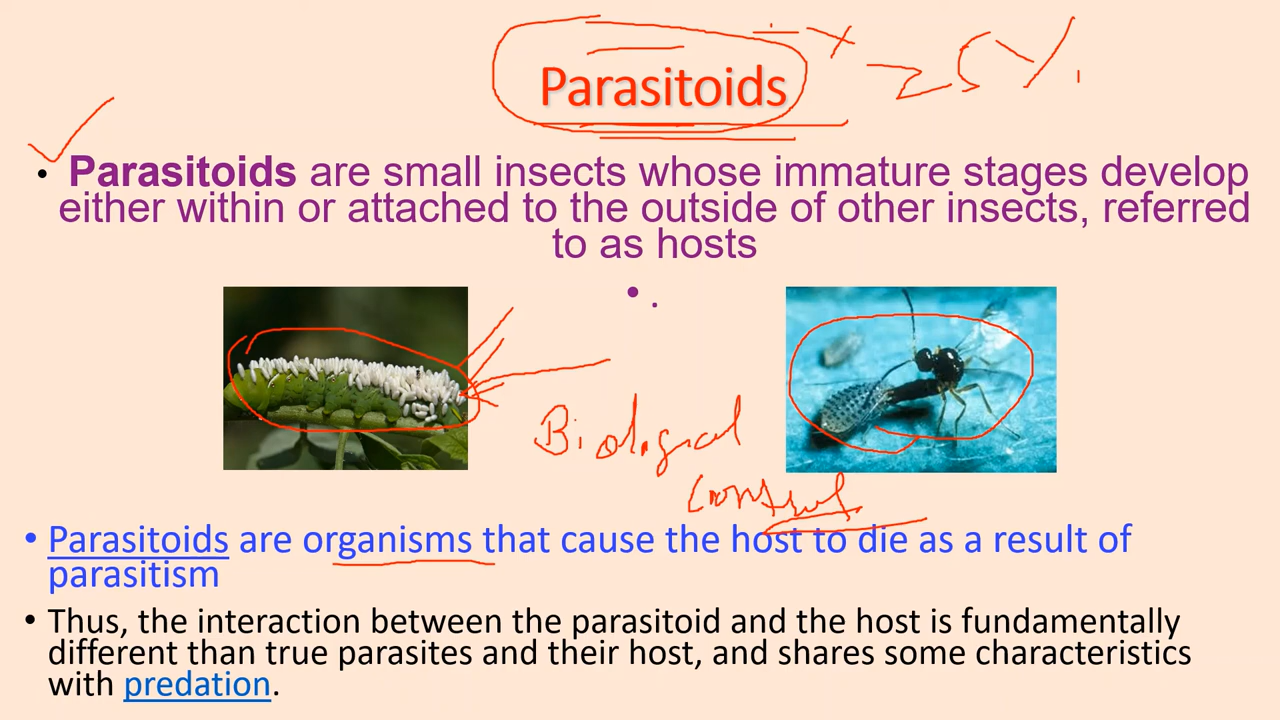 Parasitoids
25%
• Parasitoids are small insects whose immature stages develop
either within or attached to the outside of other insects, referred
to as hosts
• .
Biological
Control
• Parasitoids are organisms that cause the host to die as a result of
parasitism
• Thus, the interaction between the parasitoid and the host is fundamentally
different than true parasites and their host, and shares some characteristics
with predation.